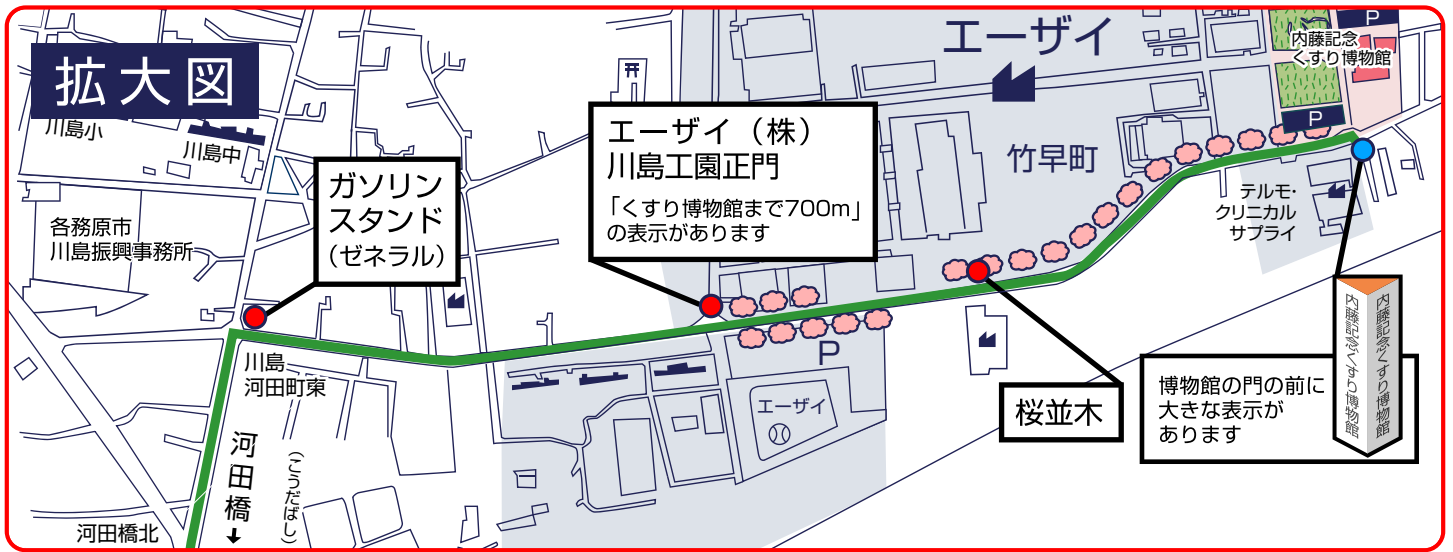 拡大図
川島小
川島中
各務原市
川島振興事務所
ガソリン
スタンド
（ゼネラル）
エーザイ（株）
川島工園正門
「くすり博物館まで700m」
の表示があります
エーザイ
竹早町
P
内藤記念
くすり博物館
P
テルモ・
クリニカル
サプライ
川島
河田町東
河田橋
（こうだばし）
河田橋北
P
エーザイ
桜並木
博物館の門の前に
大きな表示が
あります
内藤記念くすり博物館
内藤記念くすり博物館